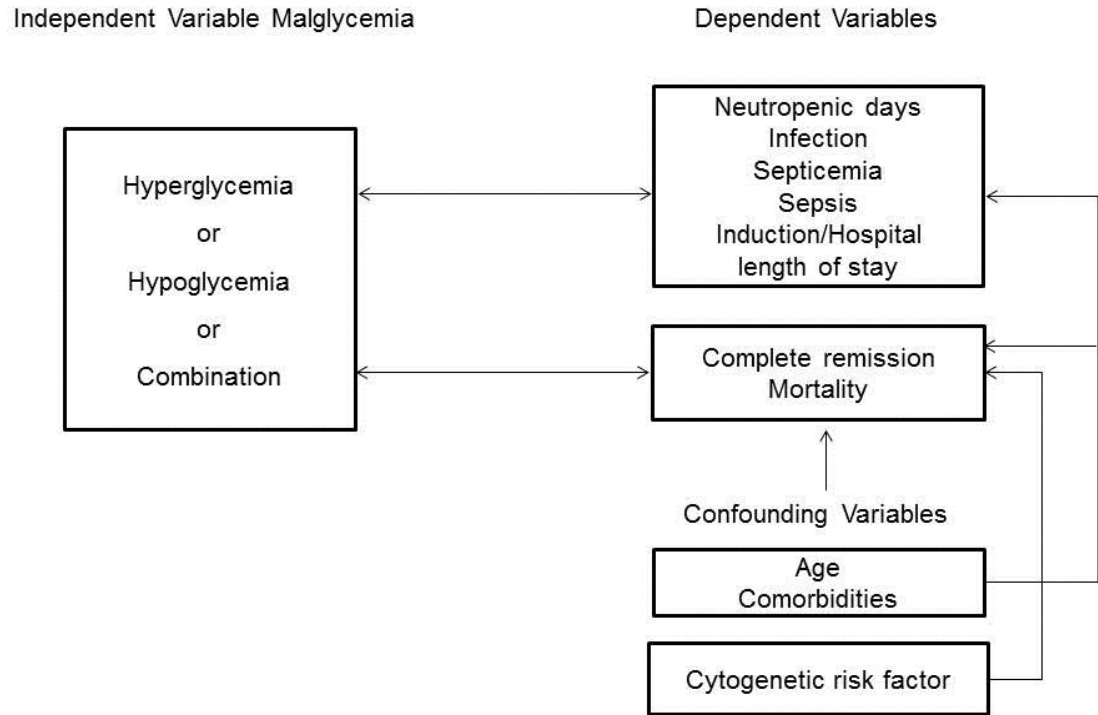 Independent Variable Malglycemia
Dependent Variables
Hyperglycemia
or
Hypoglycemia
or
Combination
Neutropenic days
Infection
Septicemia
Sepsis
Induction/Hospital
length of stay
Complete remission
Mortality
Confounding Variables
Age
Comorbidities
Cytogenetic risk factor